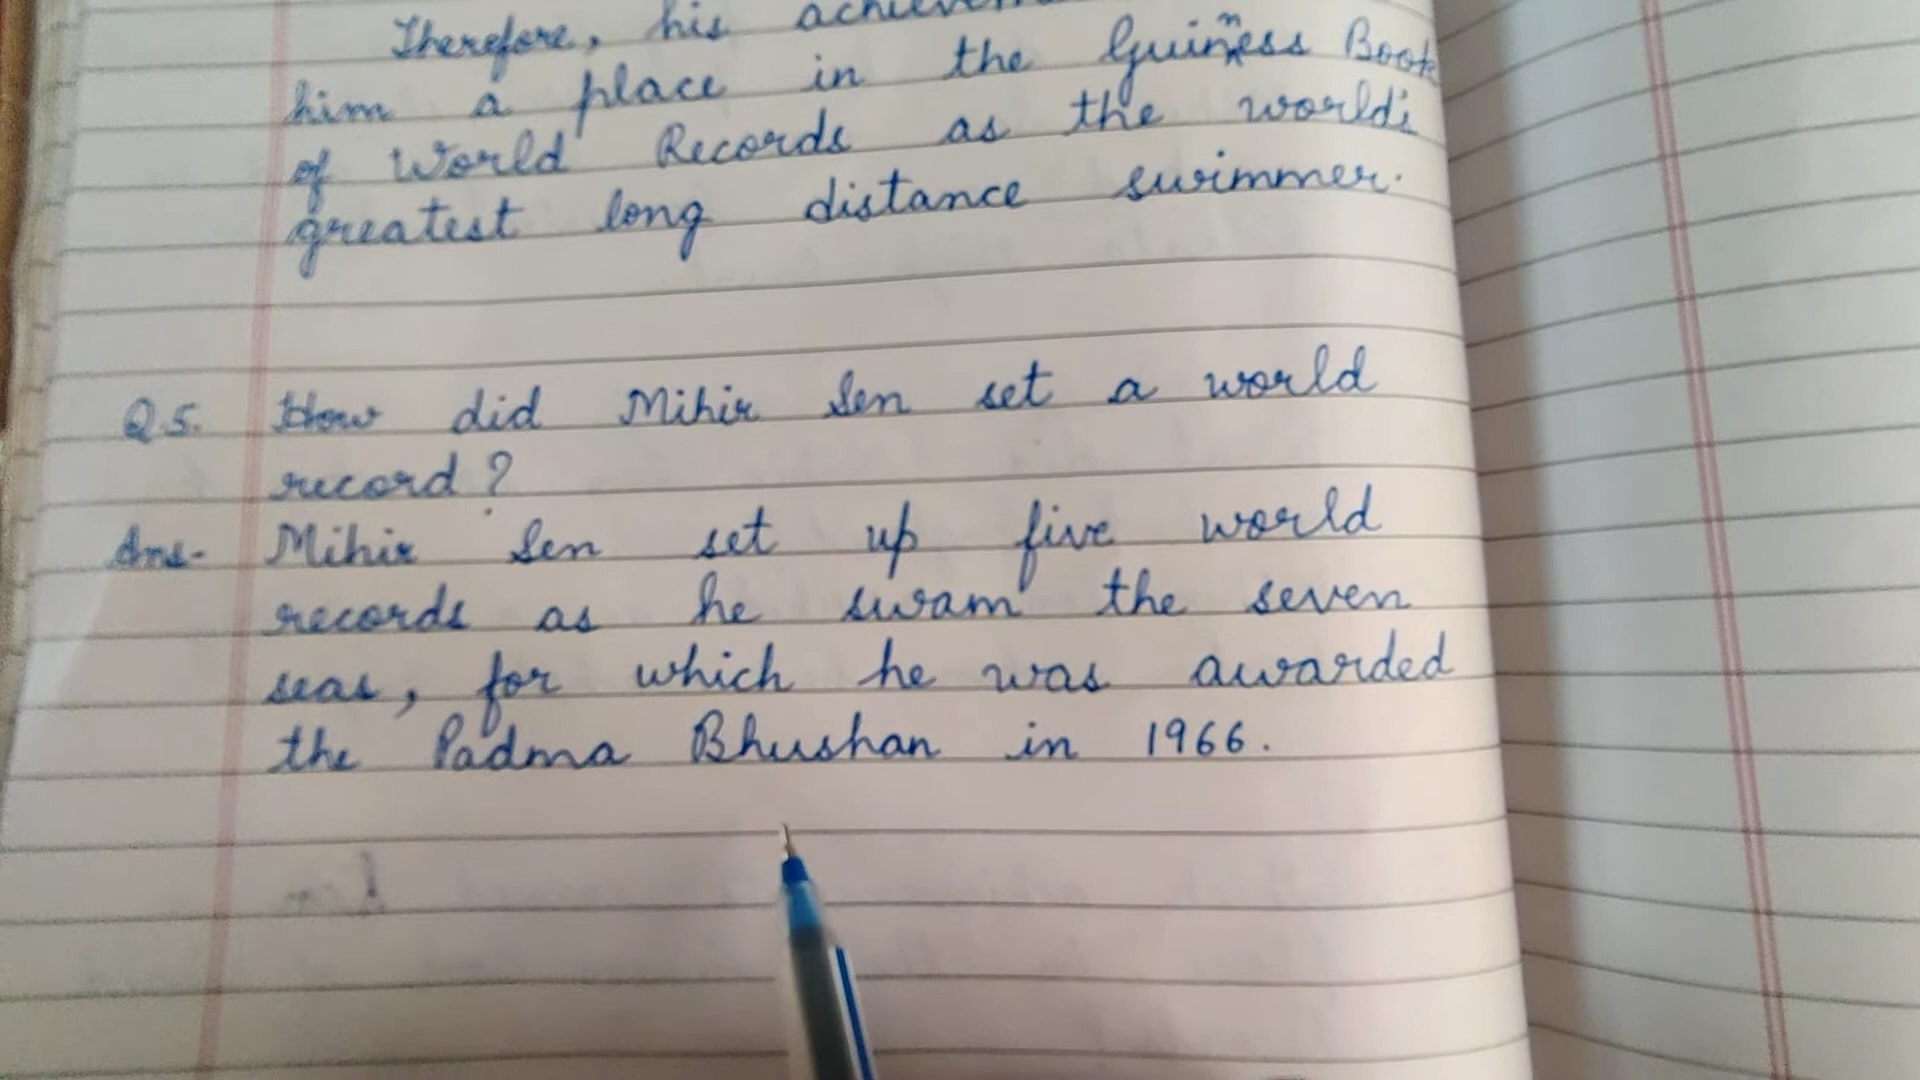 Therefore, his
him a place in the Guinness Book
of World Records as the world's
greatest long distance swimmer.
Q5. How did Mihir Sen set a world
record?
Ans- Mihir Sen set up five world
records as he swam the seven
seas, for which he was awarded
the Padma Bhushan in 1966.